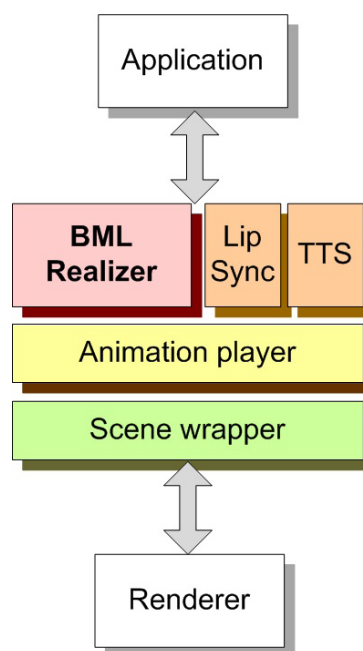 Application
BML
Realizer
Lip
Sync
TTS
Animation player
Scene wrapper
Renderer